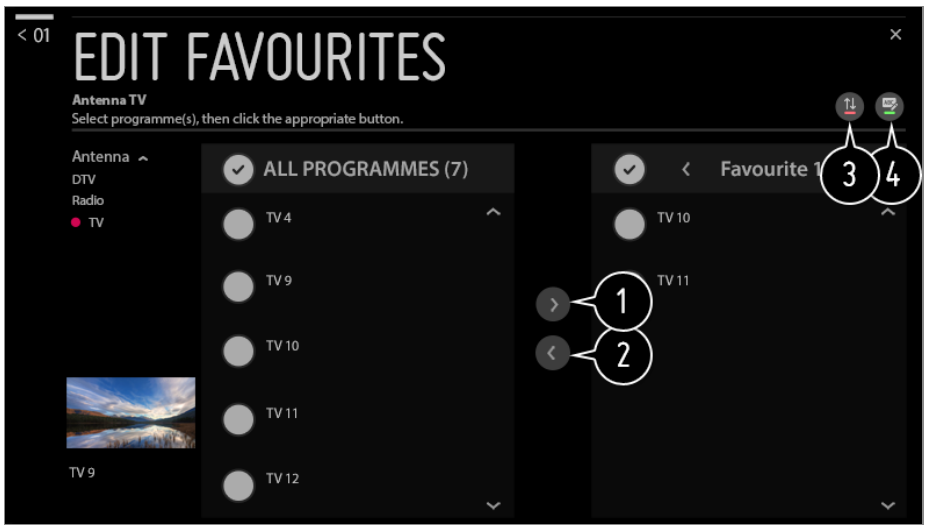 < 01
EDIT FAVOURITES
Antenna TV
Select programme(s), then click the appropriate button.
3
4
Antenna
DTV
Radio
TV
ALL PROGRAMMES (7)
TV 4
TV 9
TV 10
TV 11
TV 12
Favourite 1
TV 10
TV 11
1
2
TV 9